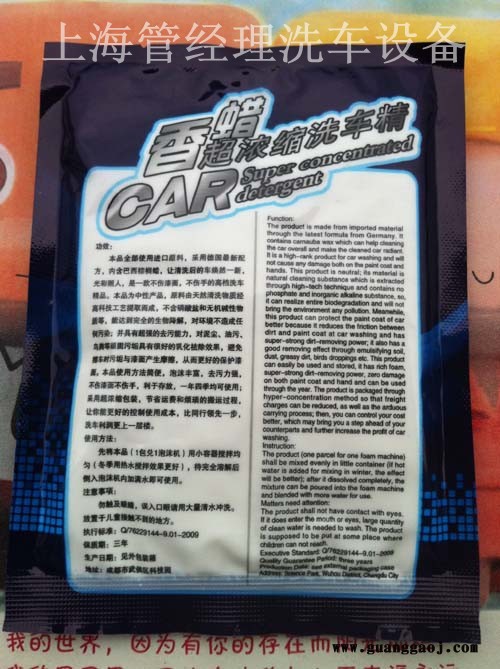 上海管经理洗车设备
香蜡
超浓缩洗车精
CAR Super concentrated
detergent
功效:
本品全部使用进口原料，采用德国最新配
方，内含巴西棕榈蜡，让清洗后的车焕然一新，
光彩照人，是一款不伤漆面，不伤手的高档洗车
精品。本品为中性产品，原料由天然清洗物质经
高科技工艺提取而成，不含磷酸盐和无机碱性物
质等，能达到完全的生物降解，对环境不造成任
何污染；并具有超强的去污能力，对泥尘、油污、
鸟粪等顽固污垢具有很好的乳化祛除效果，避免
擦车时污垢与漆面产生摩擦，从而更好的保护漆
面。本品使用方法简便，泡沫丰富，去污力强，
不伤漆面不伤手，利于存放，一年四季均可使用；
采用超浓缩包装，节省运费和烦琐的搬运过程，
让你能更好的控制使用成本，比同行领先一步，
洗车利润更上一层楼。
使用方法:
先将本品（1包兑1泡沫机）用小容器搅拌均
匀（冬季用热水搅拌效果更好），待完全溶解后
倒入泡沫机内加满水即可使用。
注意事项:
勿触及眼睛，误入口眼请用大量清水冲洗。
放置于儿童接触不到的地方。
执行标准: Q/76229144-9.01-2009
保质期: 三年
生产日期: 见外包装箱
地址: 成都市武侯区科技园
Function:
The product is made from imported material
through the latest formula from Germany. It
contains carnauba wax which can help cleaning
the car overall and make the cleaned car radiant.
It is a high-rank product for car washing and will
not cause any damage both on the paint coat and
hands. This product is neutral; its material is
natural cleaning substance which is extracted
through high-tech technique and contains no
phosphate and inorganic alkaline substance, so,
it can realize entire biodegradation and will not
bring the environment any pollution. Meanwhile,
this product can protect the paint coat of car
better because it reduces the friction between
dirt and paint coat at car washing and has
super-strong dirt-removing power; it also has a
good removing effect through emulsifying soil,
dust, greasy dirt, birds droppings etc. This product
can easily be used and stored, it has rich foam,
super-strong dirt-removing power, zero damage
on both paint coat and hand and can be used
through the year. The product is packaged through
hyper-concentration method so that freight
charges can be reduced, as well as the arduous
carrying process; then, you can control your cost
better, which may bring you a step ahead of your
counterparts and further increase the profit of car
washing.
Instruction:
The product (one parcel for one foam machine)
shall be mixed evenly in little container (if hot
water is added for mixing in winter, the effect
will be better); after it dissolved completely, the
mixture can be poured into the foam machine
and blended with more water for use.
Matters need attention:
The product shall not have contact with eyes.
If it does enter the mouth or eyes, large quantity
of clean water is needed to wash. The product
is supposed to be put at some place where
children can not reach.
Executive Standard: Q/76229144-9.01-2009
Quality Guarantee Period: three years
Production Date: see external packaging case
Address: Science Park, Wuhou District, Chengdu City
我的世界，因为有你的存在而
www.guanggaoj.com